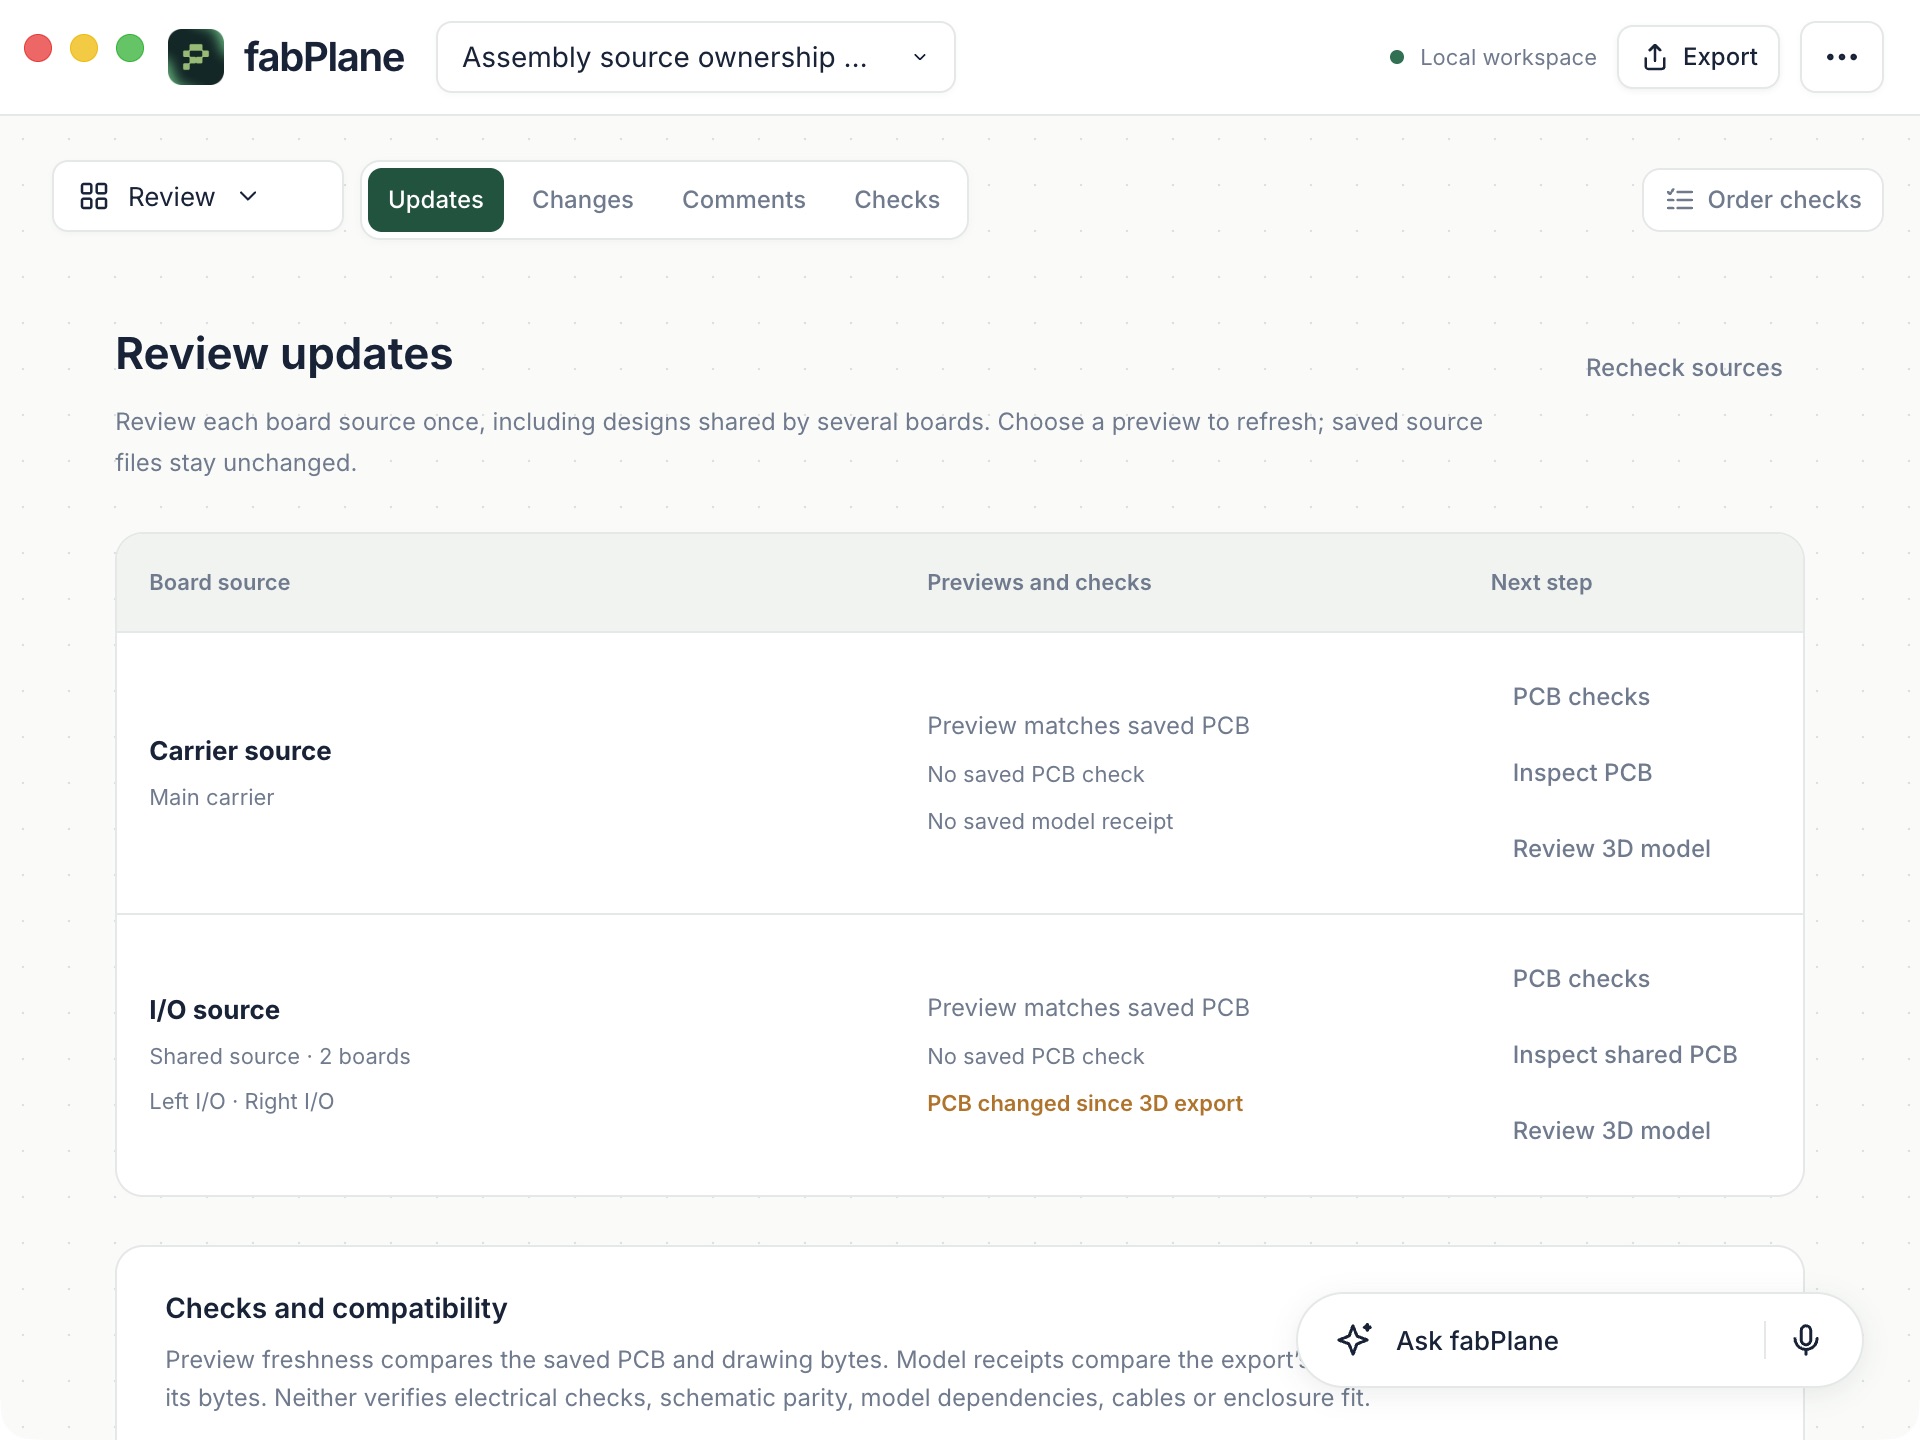 fabPlane
Assembly source ownership ...
Local workspace
Export
Review
Updates
Changes
Comments
Checks
Order checks
Review updates
Recheck sources
Review each board source once, including designs shared by several boards. Choose a preview to refresh; saved source
files stay unchanged.
Board source
Previews and checks
Next step
Carrier source
Main carrier
Preview matches saved PCB
No saved PCB check
No saved model receipt
PCB checks
Inspect PCB
Review 3D model
I/O source
Shared source · 2 boards
Left I/O · Right I/O
Preview matches saved PCB
No saved PCB check
PCB changed since 3D export
PCB checks
Inspect shared PCB
Review 3D model
Checks and compatibility
Preview freshness compares the saved PCB and drawing bytes. Model receipts compare the export's
its bytes. Neither verifies electrical checks, schematic parity, model dependencies, cables or enclosure fit.
Ask fabPlane